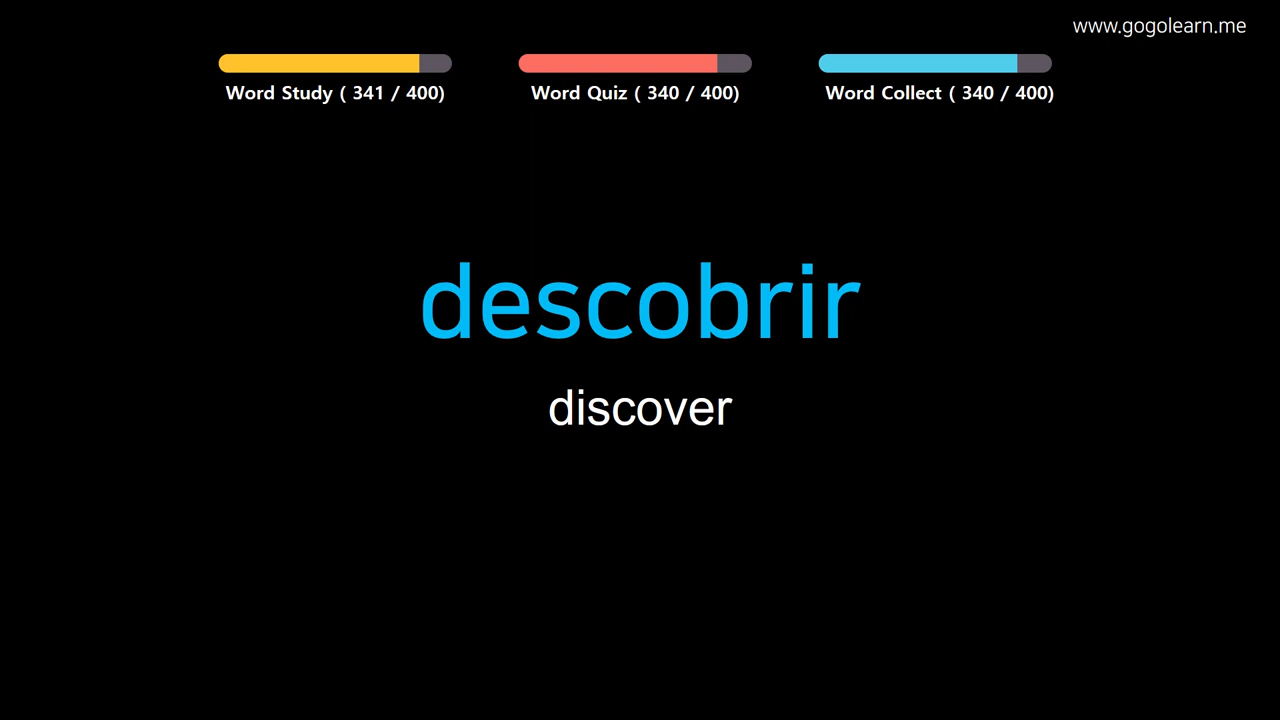 www.gogolearn.me
Word Study ( 341 / 400)
Word Quiz ( 340 / 400)
Word Collect ( 340 / 400)
descobrir
discover